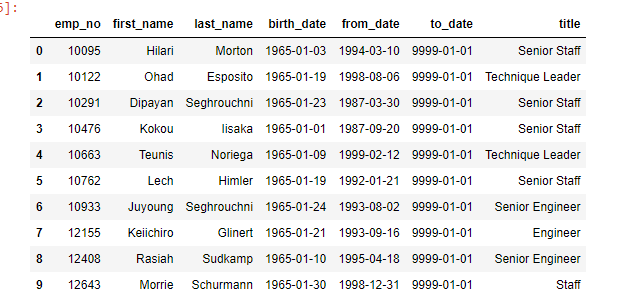 5]:
emp_no first_name last_name birth_date from_date to_date title
0 10095 Hilari Morton 1965-01-03 1994-03-10 9999-01-01 Senior Staff
1 10122 Ohad Esposito 1965-01-19 1998-08-06 9999-01-01 Technique Leader
2 10291 Dipayan Seghrouchni 1965-01-23 1987-03-30 9999-01-01 Senior Staff
3 10476 Kokou Iisaka 1965-01-01 1987-09-20 9999-01-01 Senior Staff
4 10663 Teunis Noriega 1965-01-09 1999-02-12 9999-01-01 Technique Leader
5 10762 Lech Himler 1965-01-19 1992-01-21 9999-01-01 Senior Staff
6 10933 Juyoung Seghrouchni 1965-01-24 1993-08-02 9999-01-01 Senior Engineer
7 12155 Keiichiro Glinert 1965-01-21 1993-09-16 9999-01-01 Engineer
8 12408 Rasiah Sudkamp 1965-01-10 1995-04-18 9999-01-01 Senior Engineer
9 12643 Morrie Schurmann 1965-01-30 1998-12-31 9999-01-01 Staff